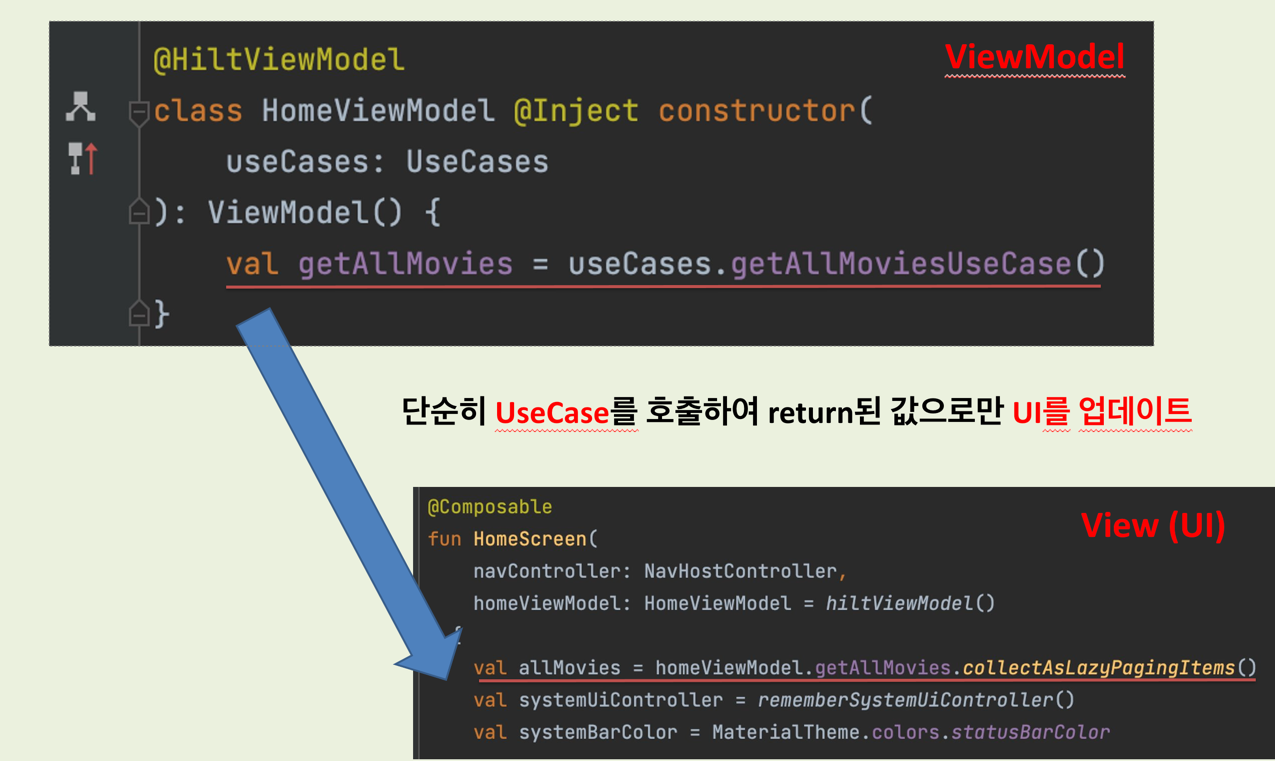 @HiltViewModel
ViewModel
class HomeViewModel @Inject constructor(
useCases: UseCases
): ViewModel() {
val getAllMovies = useCases.getAllMoviesUseCase()
}
단순히 UseCase를 호출하여 return된 값으로만 UI를 업데이트
@Composable
View (UI)
fun HomeScreen(
navController: NavHostController,
homeViewModel: HomeViewModel = hiltViewModel()
val allMovies = homeViewModel.getAllMovies.collectAsLazyPagingItems()
val systemUiController = rememberSystemUiController()
val systemBarColor = MaterialTheme.colors.statusBarColor